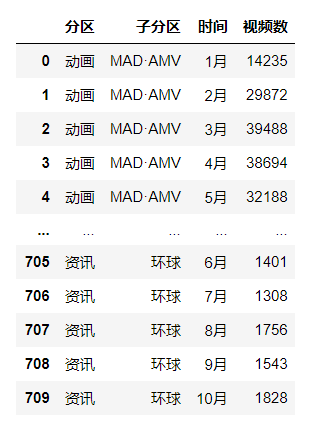 分区 子分区 时间 视频数
0 动画 MAD·AMV 1月 14235
1 动画 MAD·AMV 2月 29872
2 动画 MAD·AMV 3月 39488
3 动画 MAD·AMV 4月 38694
4 动画 MAD·AMV 5月 32188
... ... ... ... ...
705 资讯 环球 6月 1401
706 资讯 环球 7月 1308
707 资讯 环球 8月 1756
708 资讯 环球 9月 1543
709 资讯 环球 10月 1828